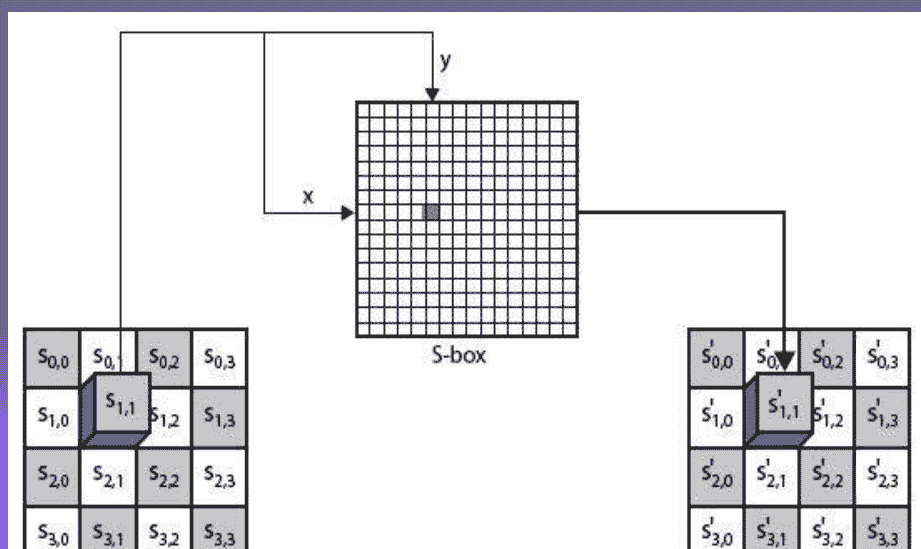 y
x
S-box
S0,0 S0,1 S0,2 S0,3
S1,0 S1,1 S1,2 S1,3
S2,0 S2,1 S2,2 S2,3
S3,0 S3,1 S3,2 S3,3
S'0,0 S'0, S'0,2 S'0,3
S'1,0 S'1,1 S'1,2 S'1,3
S'2,0 S'2,1 S'2,2 S'2,3
S'3,0 S'3,1 S'3,2 S'3,3